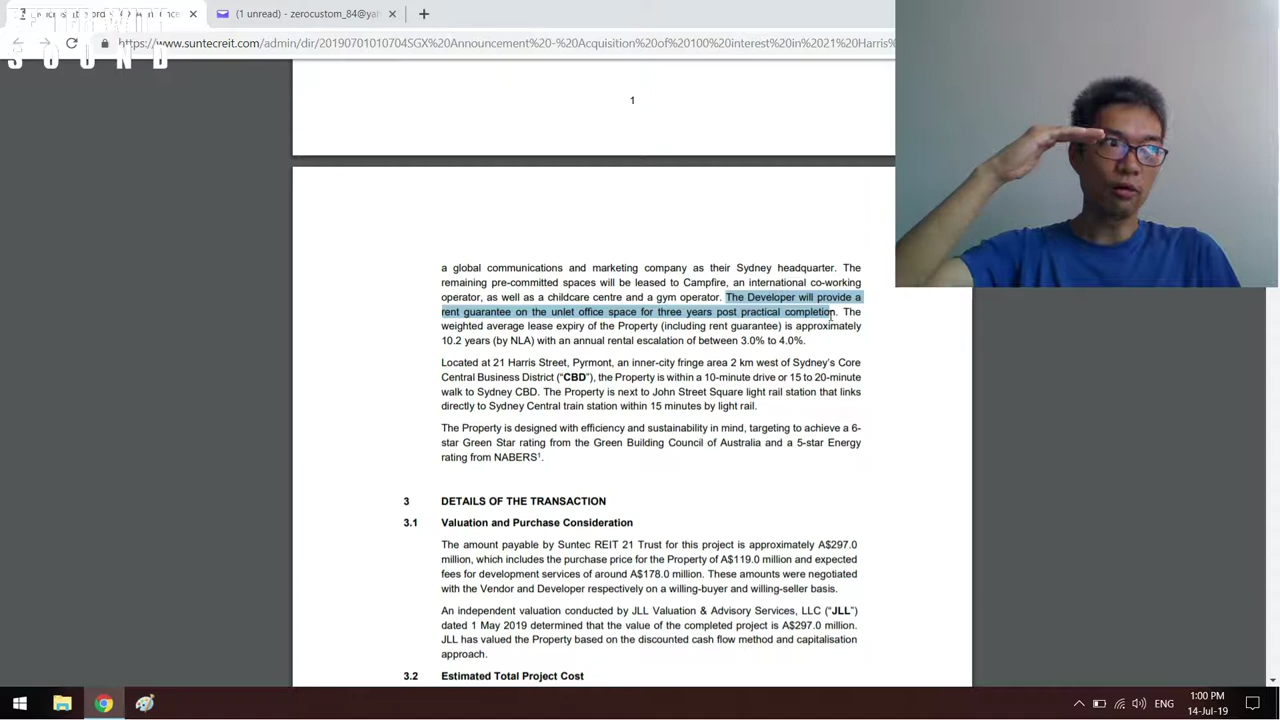 (1 unread) - zerocustom_84@yah
https://www.suntecreit.com/admin/dir/20190701010704SGX%20Announcement%20-%20Acquisition%20of%20100%20interest%20in%2021%20Harris%
S O U N D
1
a global communications and marketing company as their Sydney headquarter. The
remaining pre-committed spaces will be leased to Campfire, an international co-working
operator, as well as a childcare centre and a gym operator. The Developer will provide a
rent guarantee on the unlet office space for three years post practical completion. The
weighted average lease expiry of the Property (including rent guarantee) is approximately
10.2 years (by NLA) with an annual rental escalation of between 3.0% to 4.0%.
Located at 21 Harris Street, Pyrmont, an inner-city fringe area 2 km west of Sydney's Core
Central Business District ("CBD"), the Property is within a 10-minute drive or 15 to 20-minute
walk to Sydney CBD. The Property is next to John Street Square light rail station that links
directly to Sydney Central train station within 15 minutes by light rail.
The Property is designed with efficiency and sustainability in mind, targeting to achieve a 6-
star Green Star rating from the Green Building Council of Australia and a 5-star Energy
rating from NABERS¹.
3 DETAILS OF THE TRANSACTION
3.1 Valuation and Purchase Consideration
The amount payable by Suntec REIT 21 Trust for this project is approximately A$297.0
million, which includes the purchase price for the Property of A$119.0 million and expected
fees for development services of around A$178.0 million. These amounts were negotiated
with the Vendor and Developer respectively on a willing-buyer and willing-seller basis.
An independent valuation conducted by JLL Valuation & Advisory Services, LLC ("JLL")
dated 1 May 2019 determined that the value of the completed project is A$297.0 million.
JLL has valued the Property based on the discounted cash flow method and capitalisation
approach.
3.2 Estimated Total Project Cost
ENG
1:00 PM
14-Jul-19